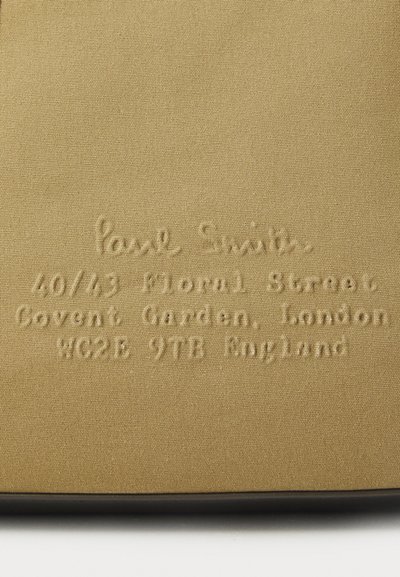 Paul Smith
40/43 Floral Street
Covent Garden, London
WC2E 9TB England